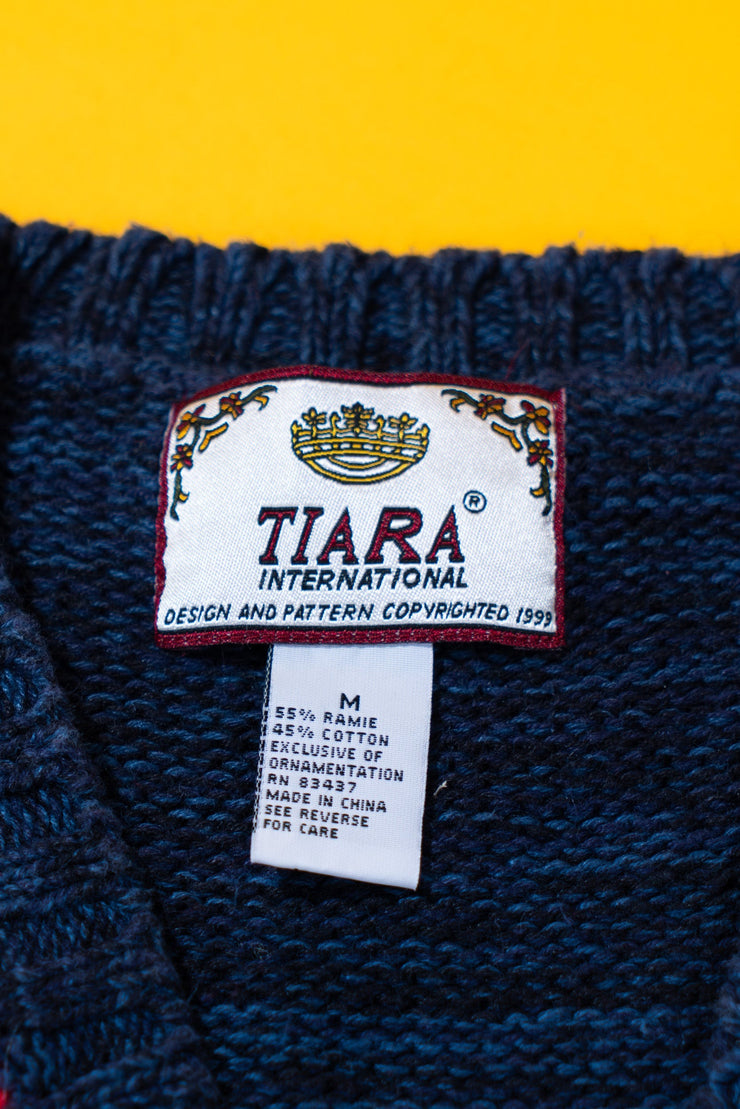 TIARA®
INTERNATIONAL
DESIGN AND PATTERN COPYRIGHTED 1999
M
55% RAMIE
45% COTTON
EXCLUSIVE OF
ORNAMENTATION
RN 83437
MADE IN CHINA
SEE REVERSE
FOR CARE